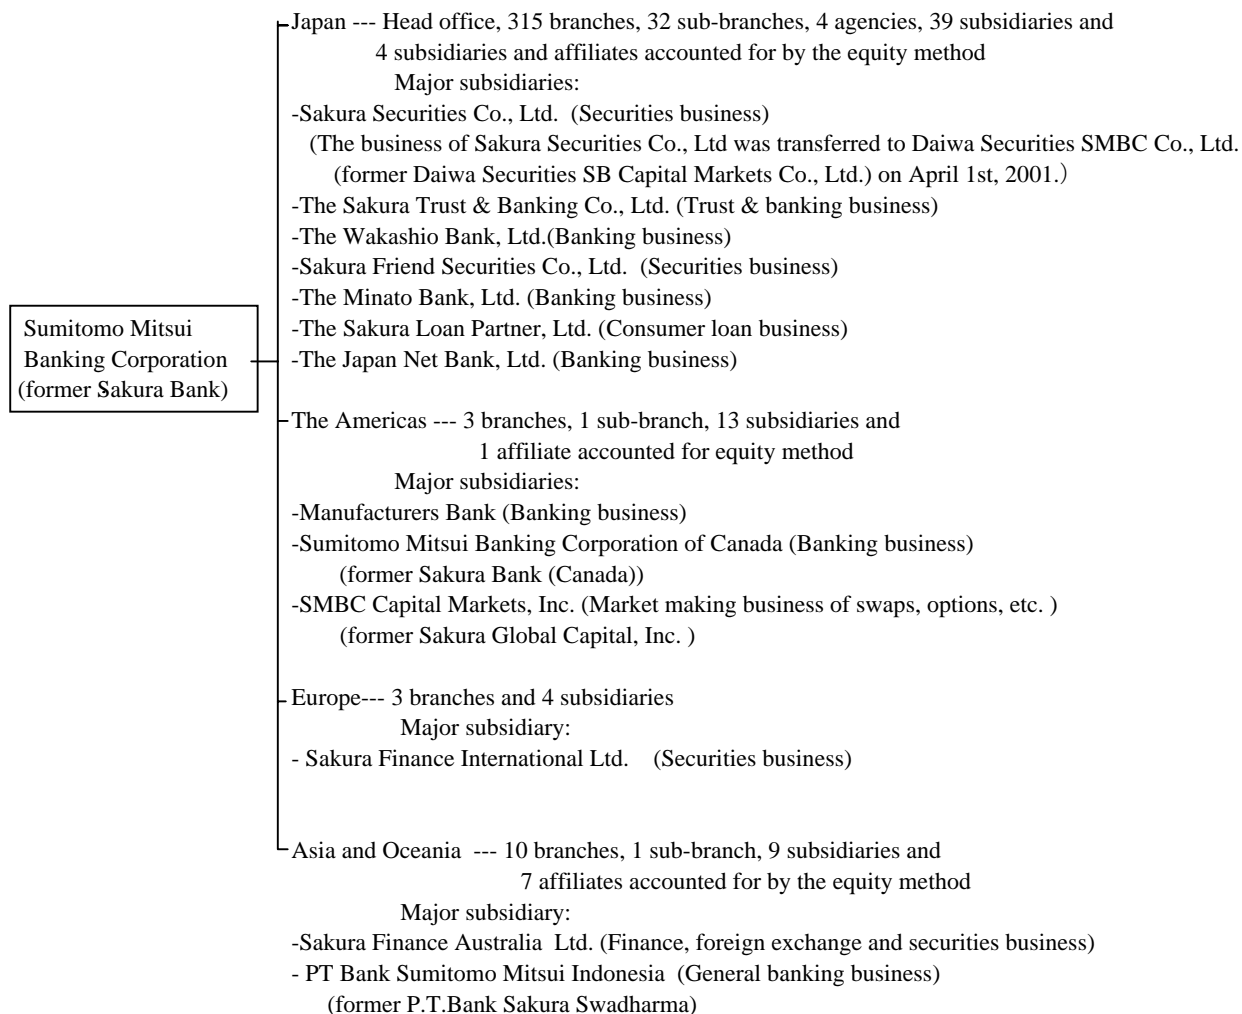 Japan --- Head office, 315 branches, 32 sub-branches, 4 agencies, 39 subsidiaries and
4 subsidiaries and affiliates accounted for by the equity method
Major subsidiaries:
-Sakura Securities Co., Ltd. (Securities business)
(The business of Sakura Securities Co., Ltd was transferred to Daiwa Securities SMBC Co., Ltd.
(former Daiwa Securities SB Capital Markets Co., Ltd.) on April 1st, 2001.)
-The Sakura Trust & Banking Co., Ltd. (Trust & banking business)
-The Wakashio Bank, Ltd.(Banking business)
-Sakura Friend Securities Co., Ltd. (Securities business)
-The Minato Bank, Ltd. (Banking business)
-The Sakura Loan Partner, Ltd. (Consumer loan business)
-The Japan Net Bank, Ltd. (Banking business)
Sumitomo Mitsui
Banking Corporation
(former Sakura Bank)
The Americas --- 3 branches, 1 sub-branch, 13 subsidiaries and
1 affiliate accounted for equity method
Major subsidiaries:
-Manufacturers Bank (Banking business)
-Sumitomo Mitsui Banking Corporation of Canada (Banking business)
(former Sakura Bank (Canada))
-SMBC Capital Markets, Inc. (Market making business of swaps, options, etc. )
(former Sakura Global Capital, Inc. )
Europe--- 3 branches and 4 subsidiaries
Major subsidiary:
- Sakura Finance International Ltd. (Securities business)
Asia and Oceania --- 10 branches, 1 sub-branch, 9 subsidiaries and
7 affiliates accounted for by the equity method
Major subsidiary:
-Sakura Finance Australia Ltd. (Finance, foreign exchange and securities business)
- PT Bank Sumitomo Mitsui Indonesia (General banking business)
(former P.T.Bank Sakura Swadharma)